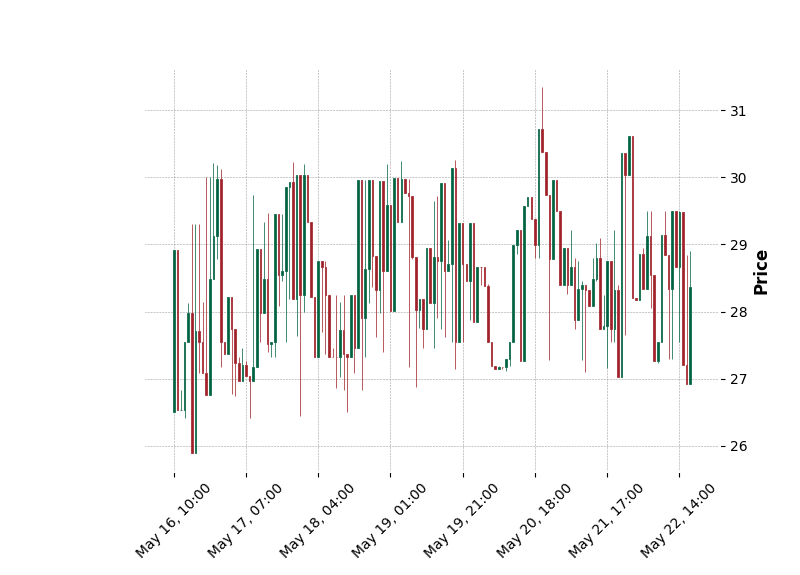 31
30
29
28
27
26
Price
May 16, 10:00
May 17, 07:00
May 18, 04:00
May 19, 01:00
May 19, 21:00
May 20, 18:00
May 21, 17:00
May 22, 14:00